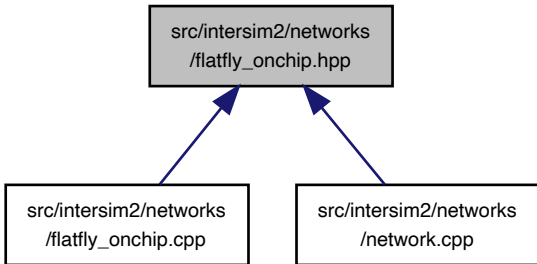 src/intersim2/networks
/flatfly_onchip.hpp
src/intersim2/networks
/flatfly_onchip.cpp
src/intersim2/networks
/network.cpp